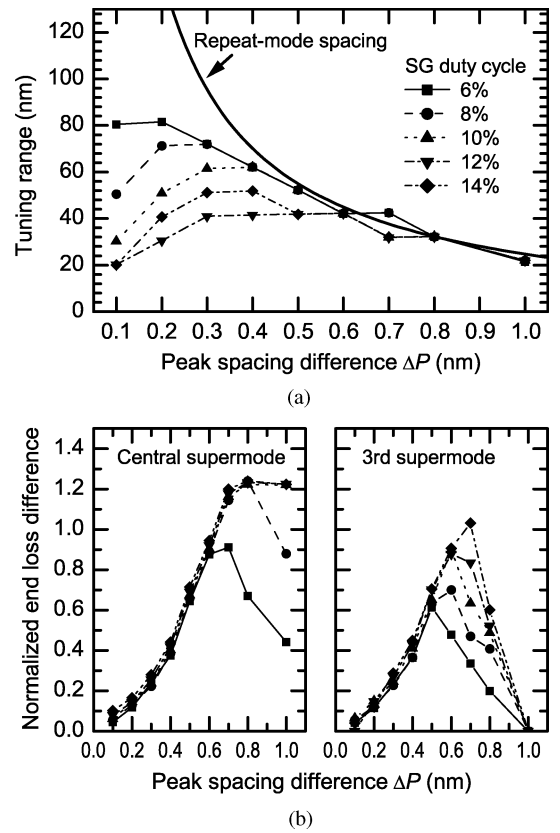 120
100
80
60
40
20
0
Tuning range (nm)
Repeat-mode spacing
SG duty cycle
6%
8%
10%
12%
14%
0.1 0.2 0.3 0.4 0.5 0.6 0.7 0.8 0.9 1.0
Peak spacing difference ΔP (nm)
(a)
1.4
1.2
1.0
0.8
0.6
0.4
0.2
0.0
Normalized end loss difference
Central supermode
3rd supermode
0.0 0.2 0.4 0.6 0.8 1.0
0.0 0.2 0.4 0.6 0.8 1.0
Peak spacing difference ΔP (nm)
(b)